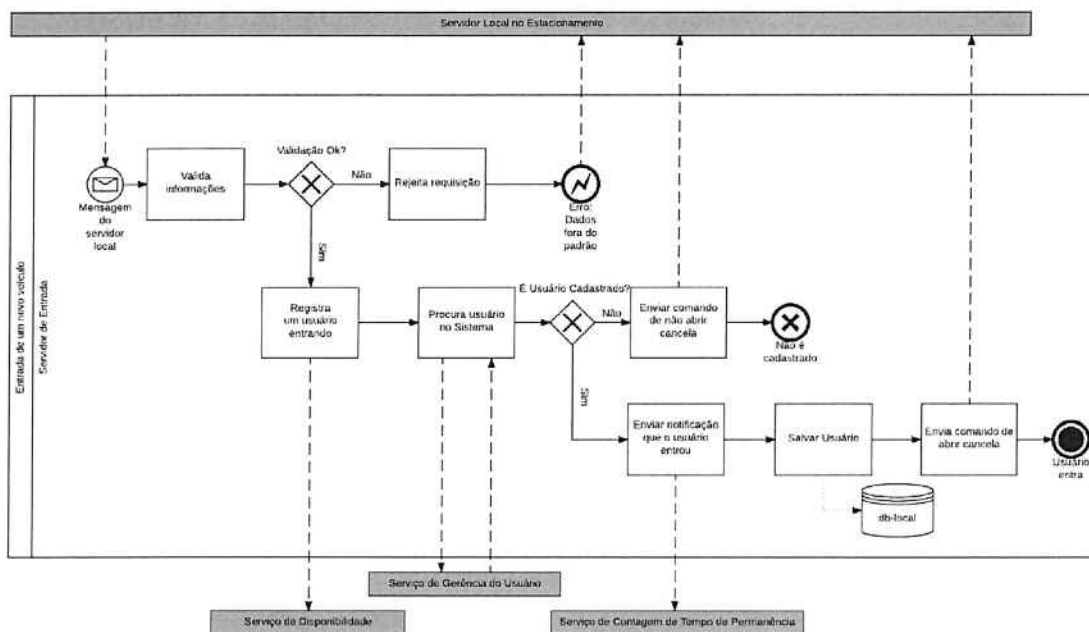 Servidor Local no Estacionamento
Entrada de um novo veículo
Servidor de Entrada
Mensagem
do
servidor
local
Valida
informações
Validação Ok?
Não
Rejeita requisição
Erro:
Dados
fora do
padrão
Sim
Registra
um usuário
entrando
Procura usuário
no Sistema
É Usuário Cadastrado?
Não
Enviar comando
de não abrir
cancela
Não é
cadastrado
Sim
Enviar notificação
que o usuário
entrou
Salvar Usuário
Envia comando de
abrir cancela
Usuário
entra
db-local
Serviço de Gerência do Usuário
Serviço de Disponibilidade
Serviço de Contagem de Tempo de Permanência